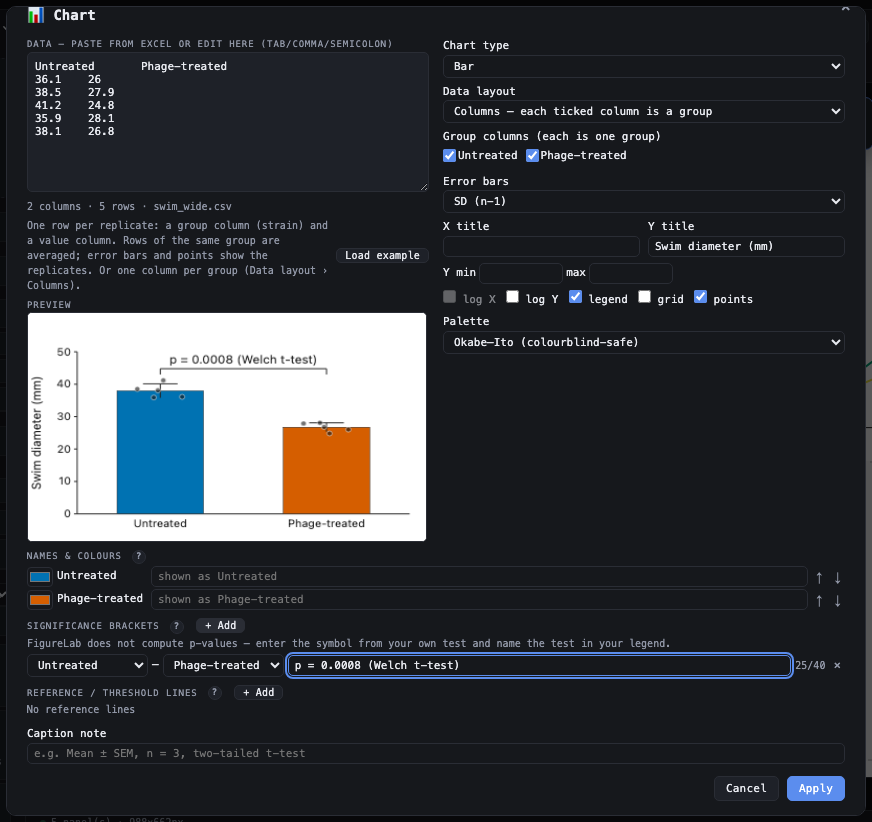 📊 Chart
DATA — PASTE FROM EXCEL OR EDIT HERE (TAB/COMMA/SEMICOLON)
Untreated Phage-treated
36.1 26
38.5 27.9
41.2 24.8
35.9 28.1
38.1 26.8
2 columns · 5 rows · swim_wide.csv
One row per replicate: a group column (strain) and
a value column. Rows of the same group are
averaged; error bars and points show the
replicates. Or one column per group (Data layout ›
Columns).
Load example
PREVIEW
p = 0.0008 (Welch t-test)
50
40
30
20
10
0
Swim diameter (mm)
Untreated Phage-treated
Chart type
Bar
Data layout
Columns — each ticked column is a group
Group columns (each is one group)
Untreated Phage-treated
Error bars
SD (n-1)
X title Y title
Swim diameter (mm)
Y min max
log X log Y legend grid points
Palette
Okabe-Ito (colourblind-safe)
NAMES & COLOURS ?
Untreated shown as Untreated ↑ ↓
Phage-treated shown as Phage-treated ↑ ↓
SIGNIFICANCE BRACKETS ? + Add
FigureLab does not compute p-values — enter the symbol from your own test and name the test in your legend.
Untreated — Phage-treated p = 0.0008 (Welch t-test) 25/40 ×
REFERENCE / THRESHOLD LINES ? + Add
No reference lines
Caption note
e.g. Mean ± SEM, n = 3, two-tailed t-test
Cancel Apply